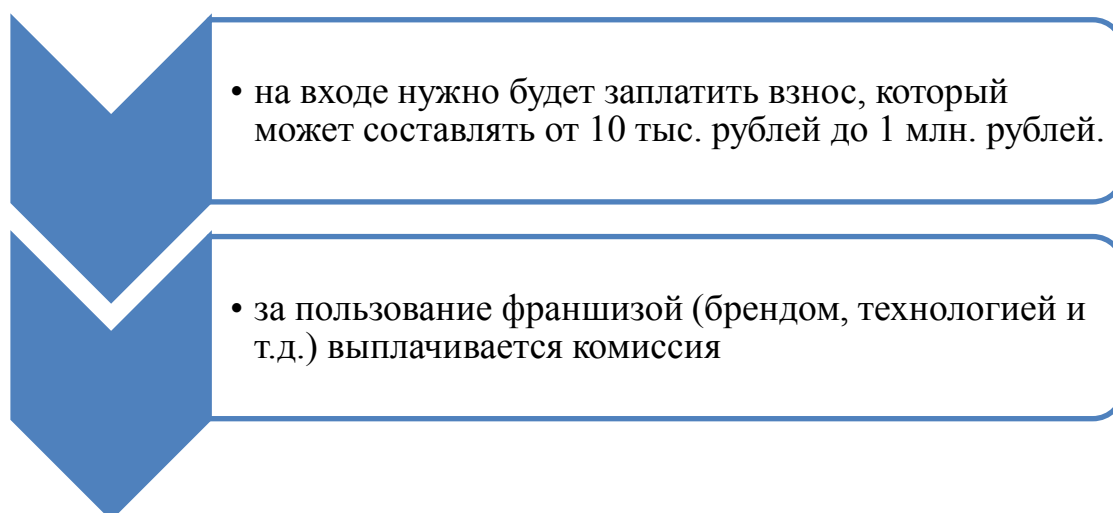 • на входе нужно будет заплатить взнос, который
может составлять от 10 тыс. рублей до 1 млн. рублей.
• за пользование франшизой (брендом, технологией и
т.д.) выплачивается комиссия